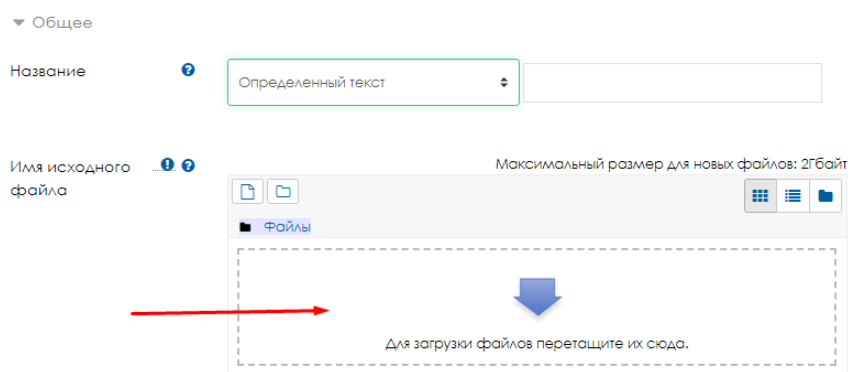 Общее
Название
Определенный текст
Имя исходного файла
Максимальный размер для новых файлов: 2Гбайт
Файлы
Для загрузки файлов перетащите их сюда.